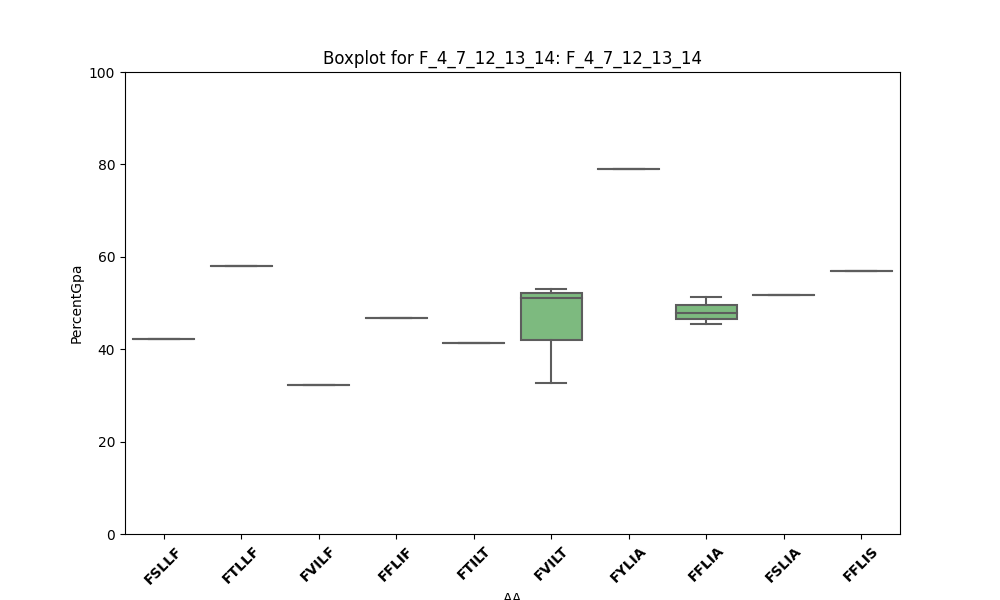 Boxplot for F_4_7_12_13_14: F_4_7_12_13_14
100
80
60
40
20
0
PercentGpa
FSLLF FTLLF FVILF FFLIF FTILT FVILT FYLIA FFLIA FSLIA FFLIS
AA